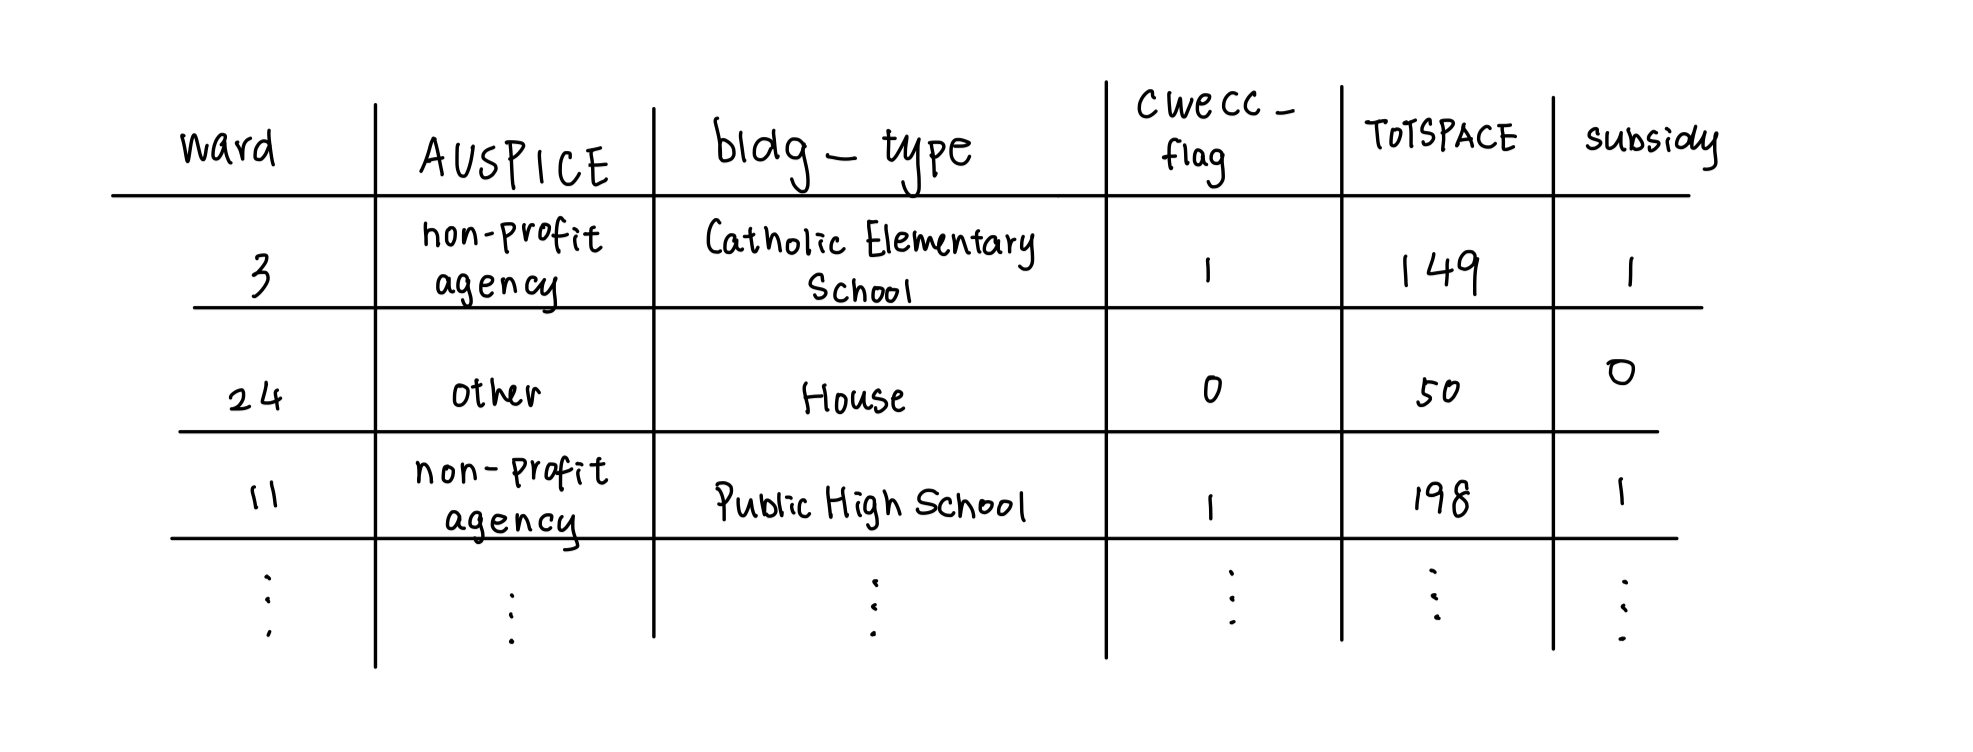 ward AUSPICE bldg_type cwecc_flag TOTSPACE subsidy
3 non-profit agency Catholic Elementary School 1 149 1
24 other House 0 50 0
11 non-profit agency Public High School 1 198 1